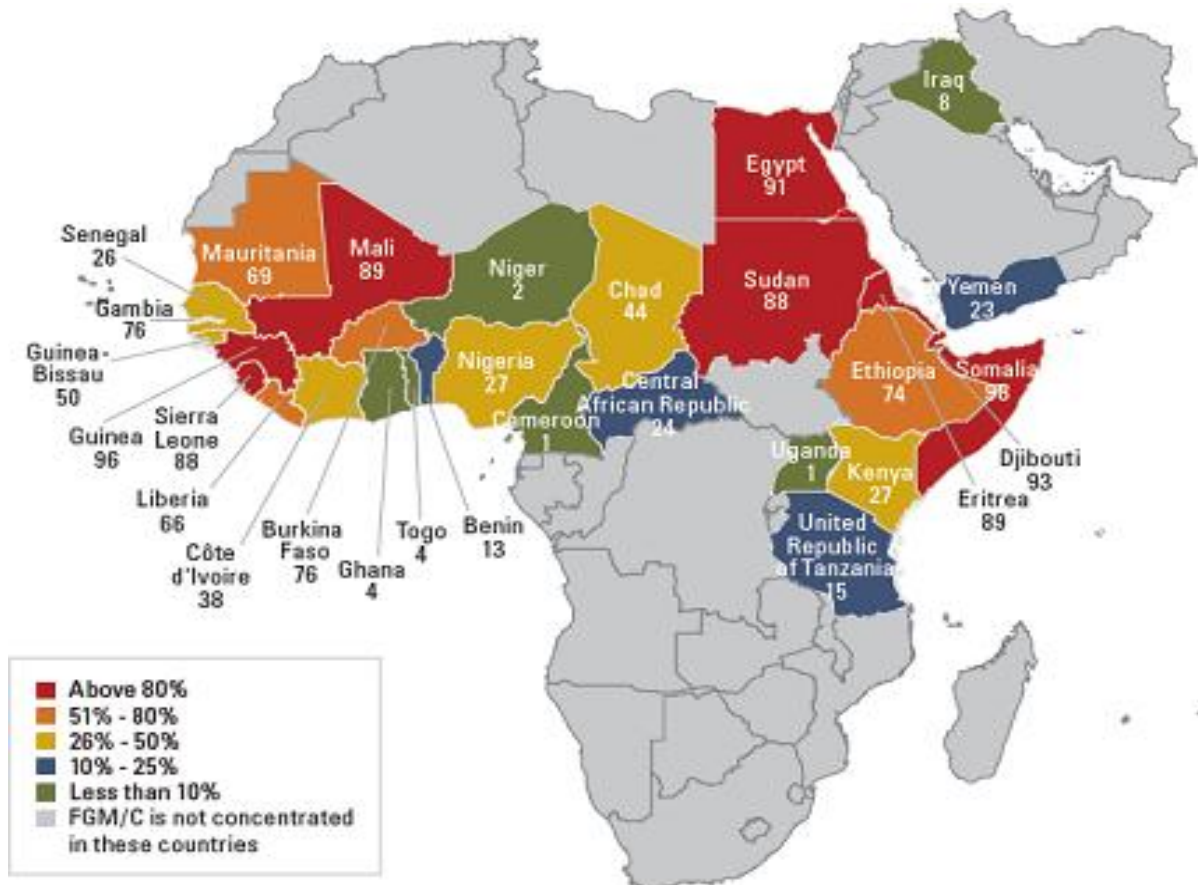 Iraq
8
Egypt
91
Senegal
26
Mauritania
69
Mali
89
Niger
2
Chad
44
Sudan
88
Yemen
23
Gambia
76
Guinea-
Bissau
50
Nigeria
27
Ethiopia
74
Somalia
98
Central
African Republic
24
Cameroon
1
Sierra
Leone
88
Guinea
96
Uganda
1
Kenya
27
Djibouti
93
Eritrea
89
Liberia
66
Côte
d'Ivoire
38
Burkina
Faso
76
Ghana
4
Togo
4
Benin
13
United
Republic
of Tanzania
15
Above 80%
51% - 80%
26% - 50%
10% - 25%
Less than 10%
FGM/C is not concentrated
in these countries